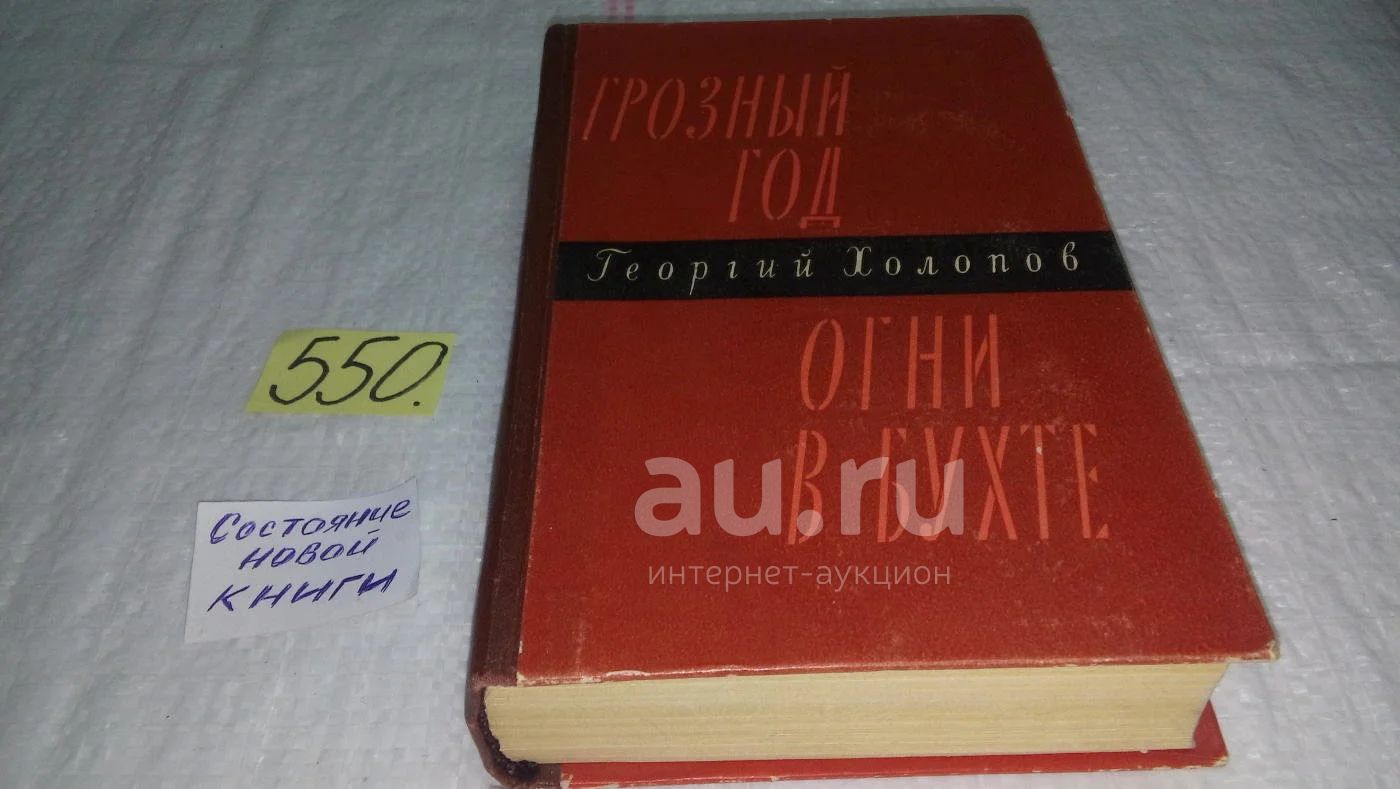 ГРОЗНЫЙ
ГОД
Георгий Холопов
ОГНИ
В БУХТЕ
550.
Состояние
новой
книги
au.ru
интернет-аукцион